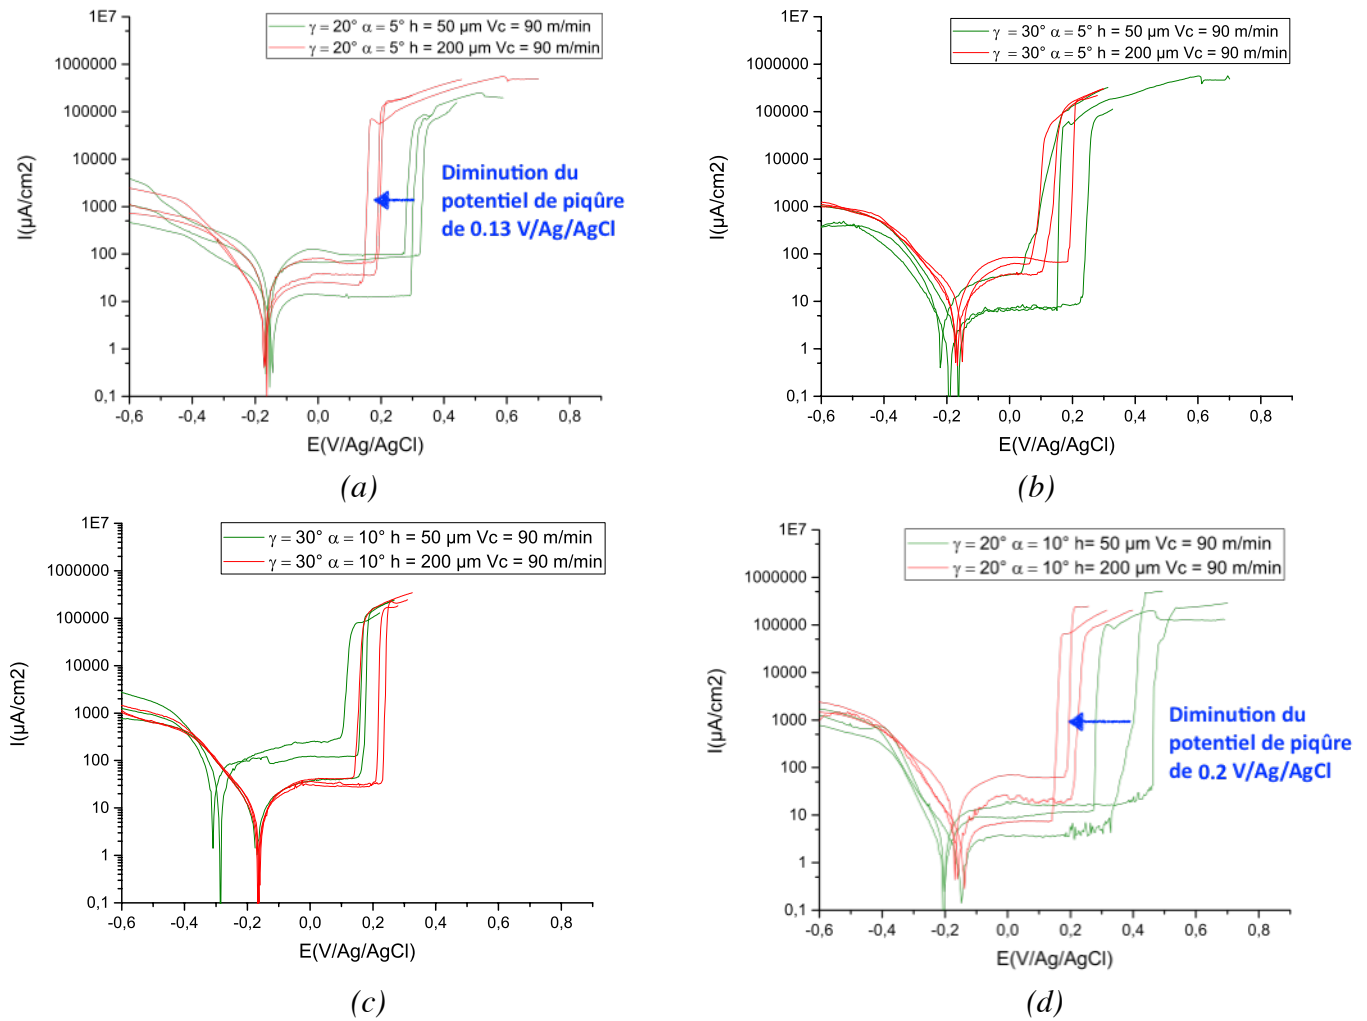 1E7
1000000
100000
10000
1000
100
10
1
0,1
I(µA/cm2)
γ = 20° α = 5° h = 50 µm Vc = 90 m/min
γ = 20° α = 5° h = 200 µm Vc = 90 m/min
Diminution du
potentiel de piqûre
de 0.13 V/Ag/AgCl
-0,6 -0,4 -0,2 0,0 0,2 0,4 0,6 0,8
E(V/Ag/AgCl)
(a)
1E7
1000000
100000
10000
1000
100
10
1
0,1
I(µA/cm2)
γ = 30° α = 5° h = 50 µm Vc = 90 m/min
γ = 30° α = 5° h = 200 µm Vc = 90 m/min
-0,6 -0,4 -0,2 0,0 0,2 0,4 0,6 0,8
E(V/Ag/AgCl)
(b)
1E7
1000000
100000
10000
1000
100
10
1
0,1
I(µA/cm2)
γ = 30° α = 10° h = 50 µm Vc = 90 m/min
γ = 30° α = 10° h = 200 µm Vc = 90 m/min
-0,6 -0,4 -0,2 0,0 0,2 0,4 0,6 0,8
E(V/Ag/AgCl)
(c)
1E7
1000000
100000
10000
1000
100
10
1
0,1
I(µA/cm2)
γ = 20° α = 10° h= 50 µm Vc = 90 m/min
γ = 20° α = 10° h= 200 µm Vc = 90 m/min
Diminution du
potentiel de piqûre
de 0.2 V/Ag/AgCl
-0,6 -0,4 -0,2 0,0 0,2 0,4 0,6 0,8
E(V/Ag/AgCl)
(d)